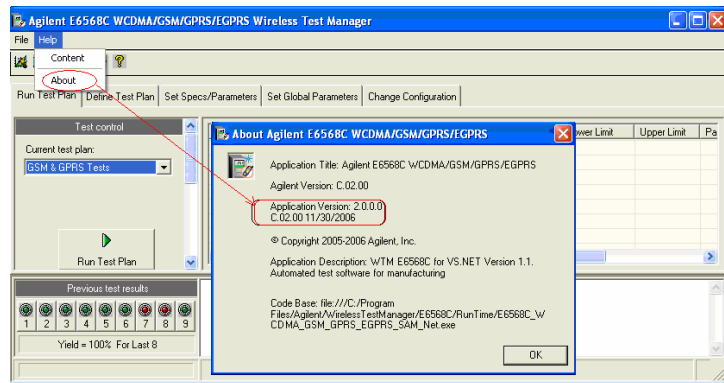 Agilent E6568C WCDMA/GSM/GPRS/EGPRS Wireless Test Manager
File Help
Content
About
Run Test Plan Define Test Plan Set Specs/Parameters Set Global Parameters Change Configuration
Test control
Current test plan:
GSM & GPRS Tests
Run Test Plan
Lower Limit Upper Limit Pa
About Agilent E6568C WCDMA/GSM/GPRS/EGPRS
Application Title: Agilent E6568C WCDMA/GSM/GPRS/EGPRS
Agilent Version: C.02.00
Application Version: 2.0.0.0
C.02.00 11/30/2006
© Copyright 2005-2006 Agilent, Inc.
Application Description: WTM E6568C for VS.NET Version 1.1.
Automated test software for manufacturing
Code Base: file:///C:/Program
Files/Agilent/WirelessTestManager/E6568C/RunTime/E6568C_W
CDMA_GSM_GPRS_EGPRS_SAM_Net.exe
OK
Previous test results
1 2 3 4 5 6 7 8 9
Yield = 100% For Last 8